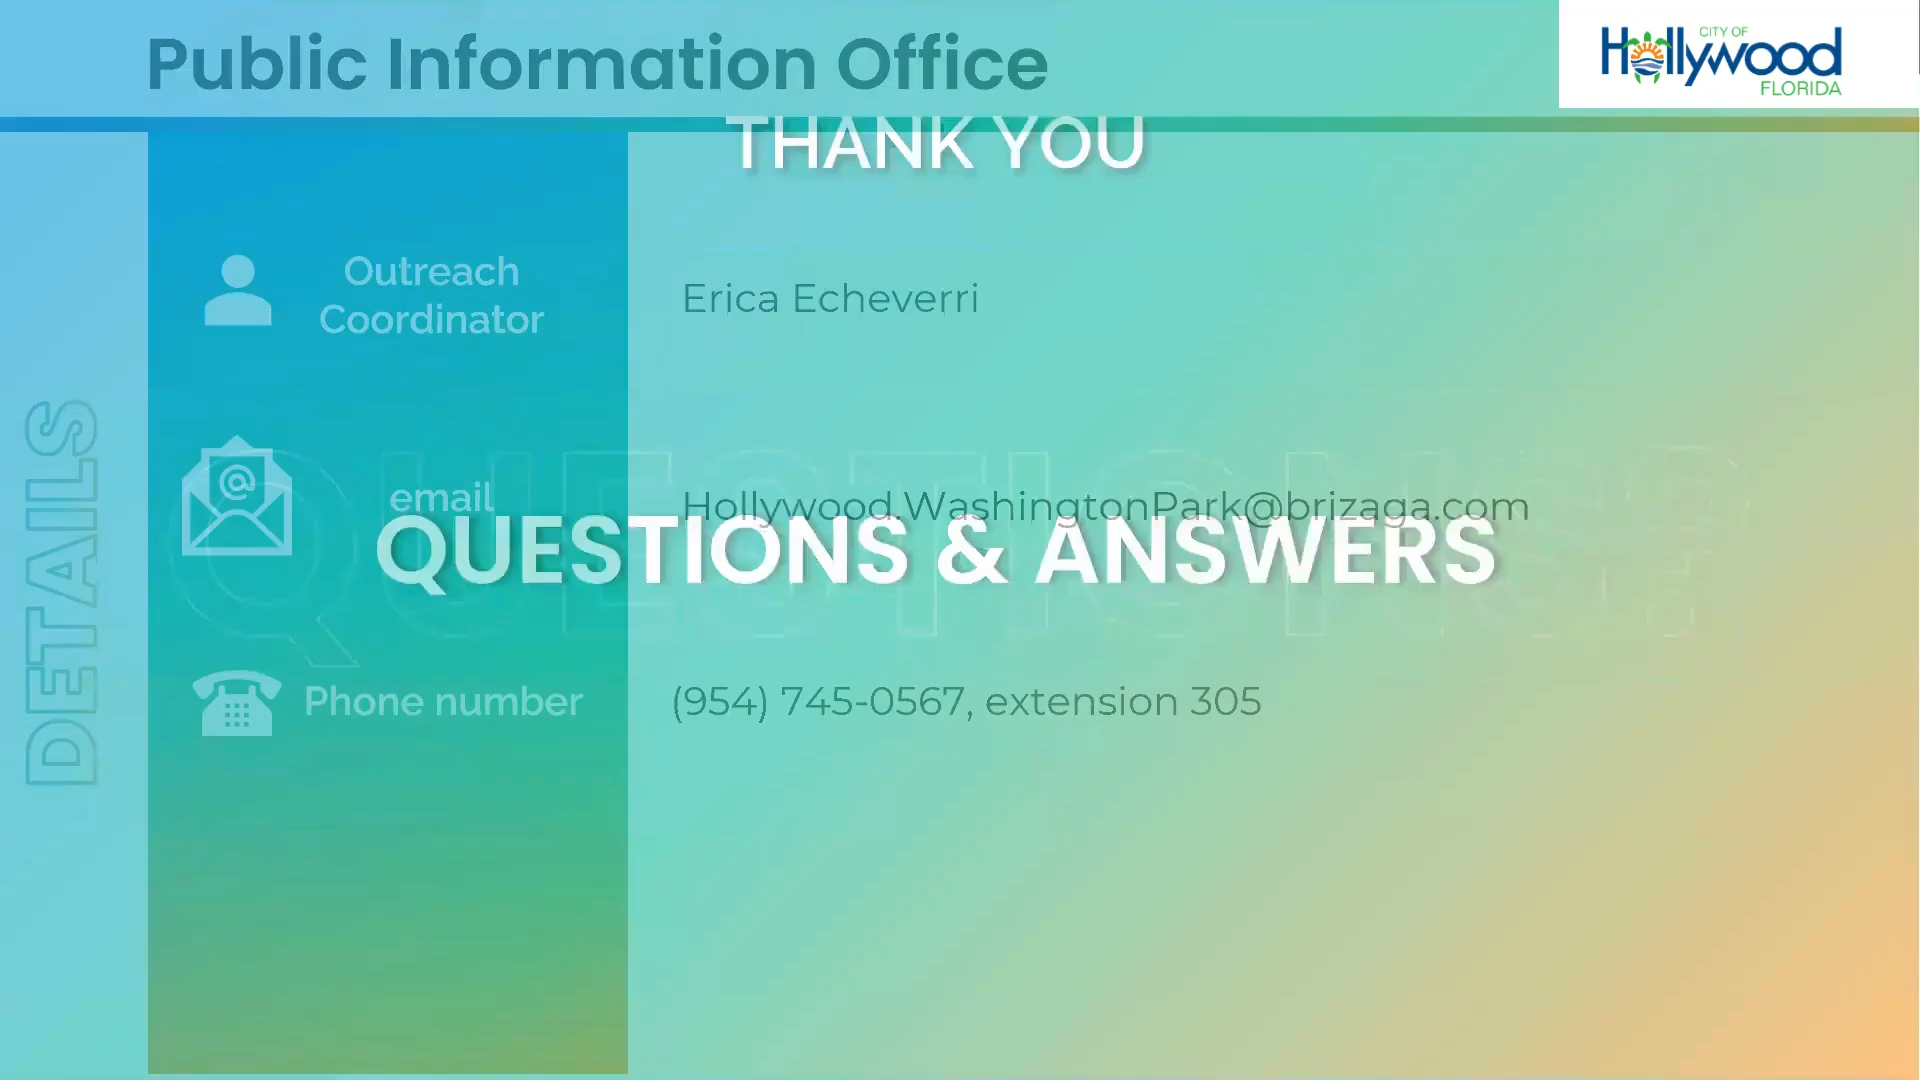 Public Information Office
CITY OF
Hollywood
FLORIDA
THANK YOU
Outreach
Coordinator
Erica Echeverri
DETAILS
email
Hollywood.WashingtonPark@brizaga.com
QUESTIONS?
QUESTIONS & ANSWERS
Phone number
(954) 745-0567, extension 305